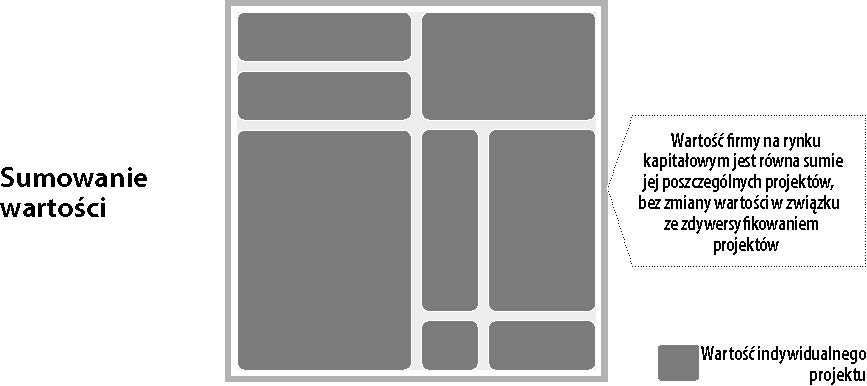 Sumowanie
wartości
Wartość firmy na rynku
kapitałowym jest równa sumie
jej poszczególnych projektów,
bez zmiany wartości w związku
ze zdywersyfikowaniem
projektów
Wartość indywidualnego
projektu